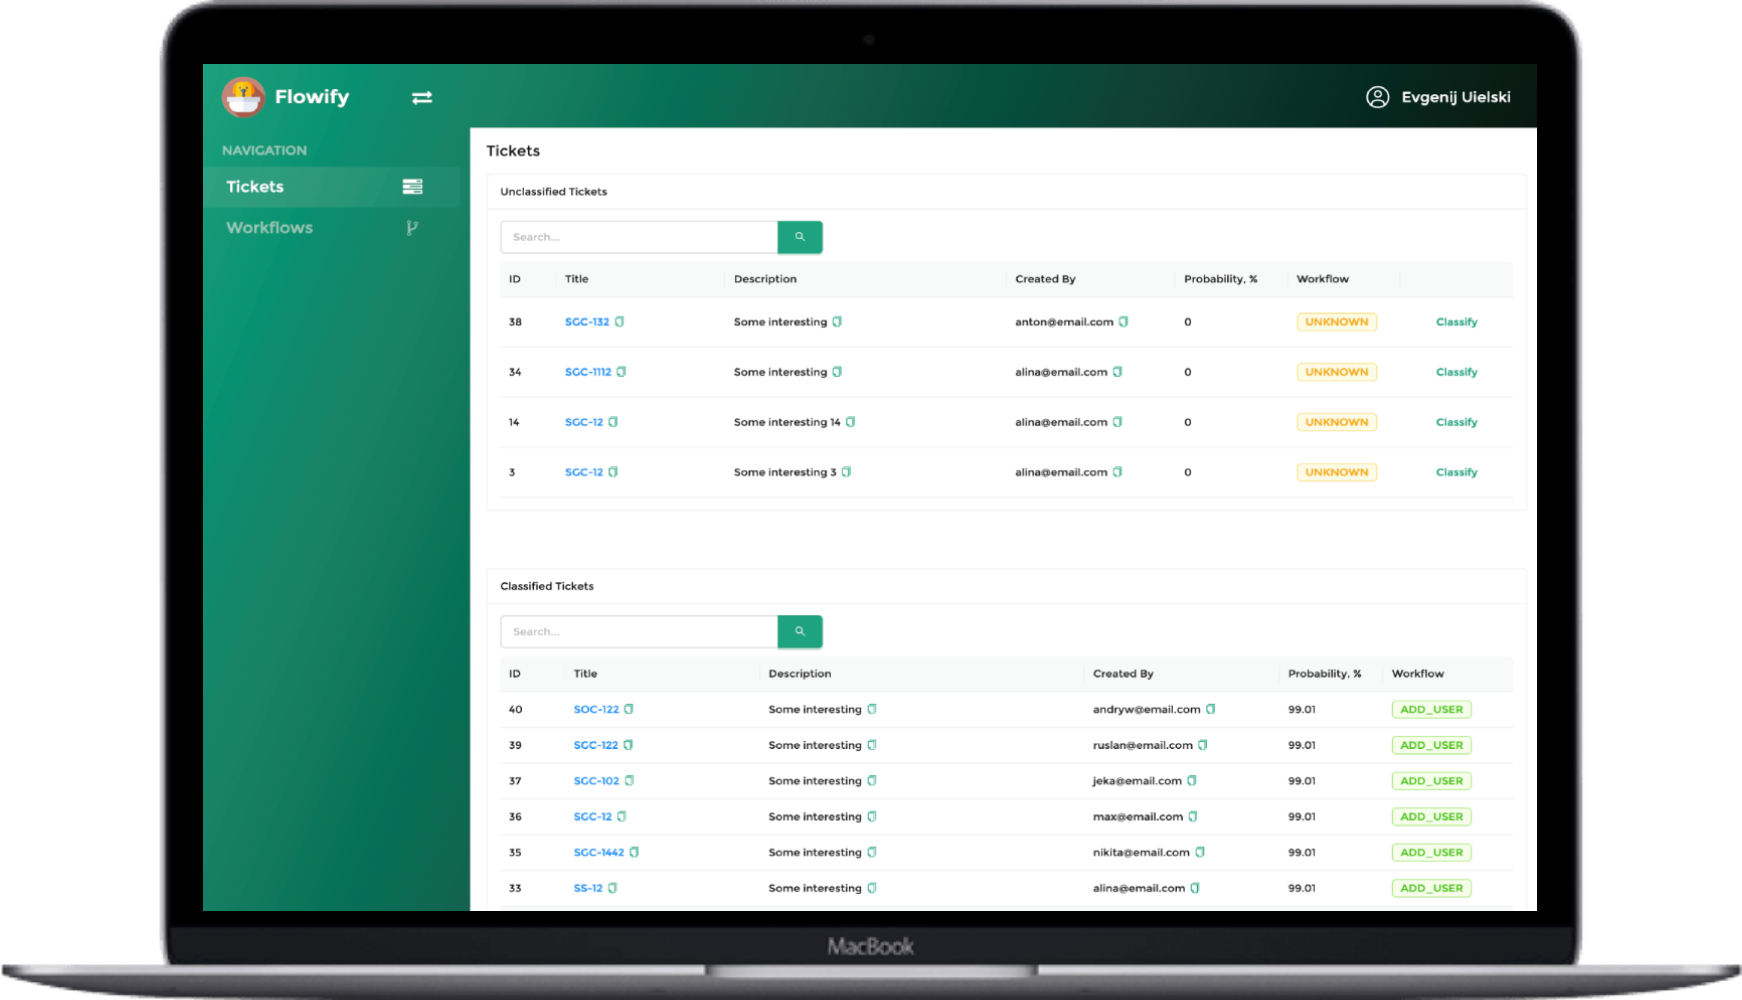 Flowify
Evgenij Uielski
NAVIGATION
Tickets
Workflows
Tickets
Unclassified Tickets
Search...
ID Title Description Created By Probability, % Workflow
38 SGC-132 Some interesting anton@email.com 0 UNKNOWN Classify
34 SGC-1112 Some interesting alina@email.com 0 UNKNOWN Classify
14 SGC-12 Some interesting 14 alina@email.com 0 UNKNOWN Classify
3 SGC-12 Some interesting 3 alina@email.com 0 UNKNOWN Classify
Classified Tickets
Search...
ID Title Description Created By Probability, % Workflow
40 SOC-122 Some interesting andryw@email.com 99.01 ADD_USER
39 SGC-122 Some interesting ruslan@email.com 99.01 ADD_USER
37 SGC-102 Some interesting jeka@email.com 99.01 ADD_USER
36 SGC-12 Some interesting max@email.com 99.01 ADD_USER
35 SGC-1442 Some interesting nikita@email.com 99.01 ADD_USER
33 SS-12 Some interesting alina@email.com 99.01 ADD_USER
MacBook